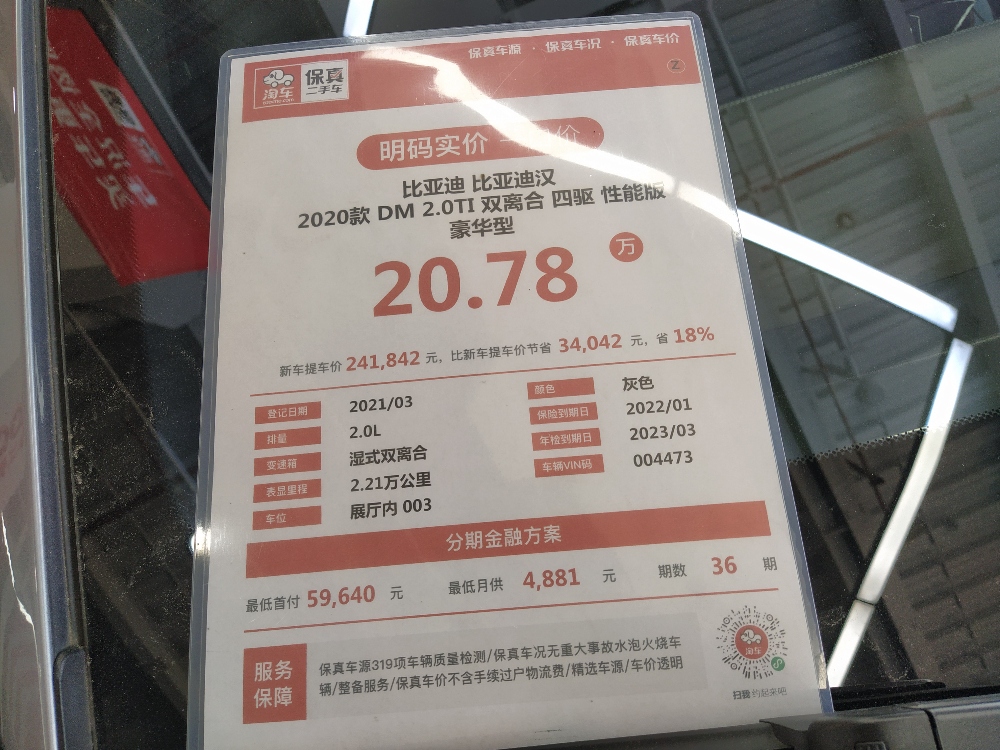 保真车源 · 保真车况 · 保真车价
淘车
保真
二手车
明码实价
比亚迪 比亚迪汉
2020款 DM 2.0TI 双离合 四驱 性能版
豪华型
20.78 万
新车提车价 241,842 元，比新车提车价节省 34,042 元，省 18%
登记日期 2021/03
颜色 灰色
排量 2.0L
保险到期日 2022/01
变速箱 湿式双离合
年检到期日 2023/03
表显里程 2.21万公里
车辆VIN码 004473
车位 展厅内 003
分期金融方案
最低首付 59,640 元 最低月供 4,881 元 期数 36 期
服务
保障
保真车源319项车辆质量检测/保真车况无重大事故水泡火烧车
辆/整备服务/保真车价不含手续过户物流费/精选车源/车价透明
淘车
扫我 约起来吧